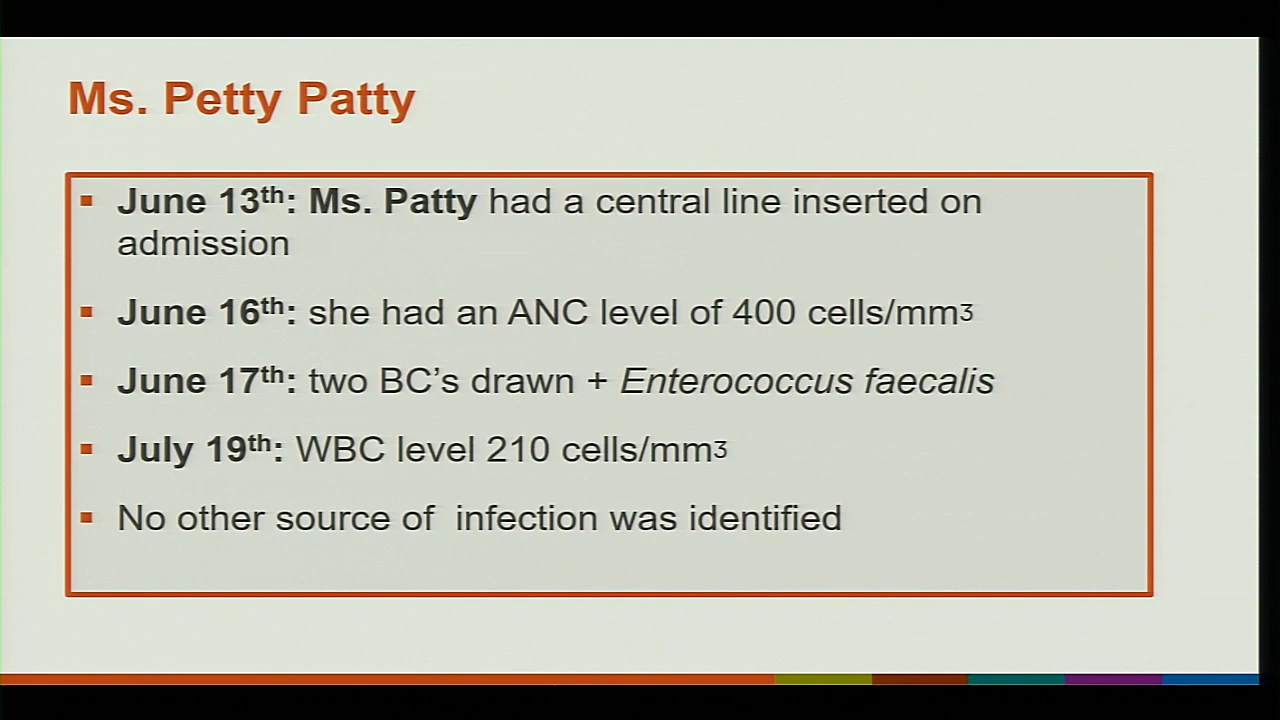 Ms. Petty Patty
▪ June 13th: Ms. Patty had a central line inserted on
admission
▪ June 16th: she had an ANC level of 400 cells/mm3
▪ June 17th: two BC’s drawn + Enterococcus faecalis
▪ July 19th: WBC level 210 cells/mm3
▪ No other source of  infection was identified